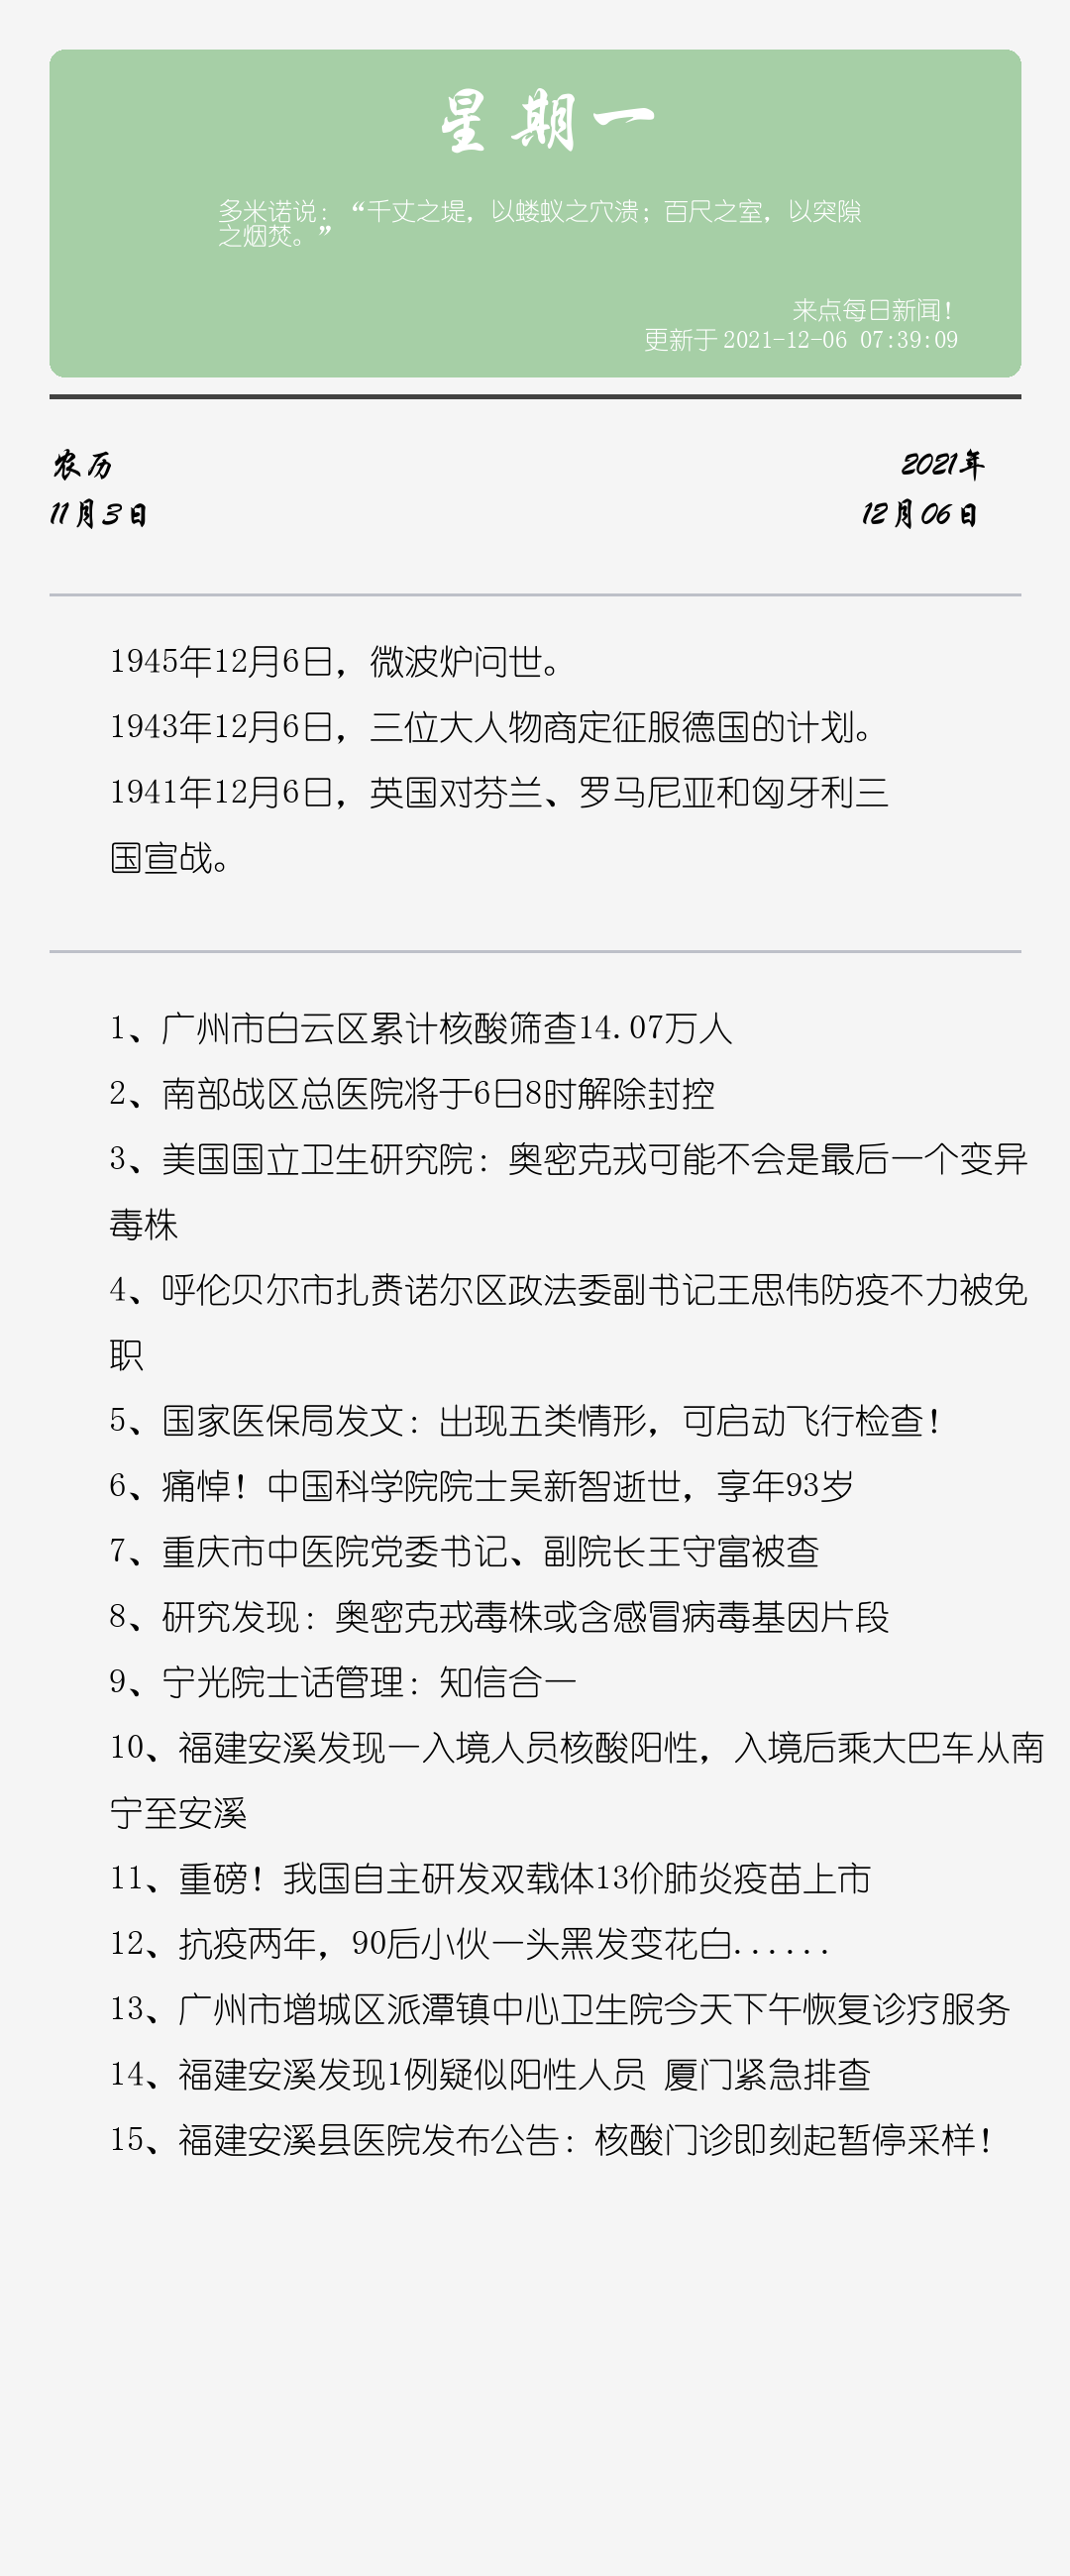 星期一
多米诺说：“千丈之堤，以蝼蚁之穴溃；百尺之室，以突隙
之烟焚。”
来点每日新闻！
更新于 2021-12-06 07:39:09
农历
2021年
11月3日
12月06日
1945年12月6日，微波炉问世。
1943年12月6日，三位大人物商定征服德国的计划。
1941年12月6日，英国对芬兰、罗马尼亚和匈牙利三
国宣战。
1、广州市白云区累计核酸筛查14.07万人
2、南部战区总医院将于6日8时解除封控
3、美国国立卫生研究院：奥密克戎可能不会是最后一个变异
毒株
4、呼伦贝尔市扎赉诺尔区政法委副书记王思伟防疫不力被免
职
5、国家医保局发文：出现五类情形，可启动飞行检查！
6、痛悼！中国科学院院士吴新智逝世，享年93岁
7、重庆市中医院党委书记、副院长王守富被查
8、研究发现：奥密克戎毒株或含感冒病毒基因片段
9、宁光院士话管理：知信合一
10、福建安溪发现一入境人员核酸阳性，入境后乘大巴车从南
宁至安溪
11、重磅！我国自主研发双载体13价肺炎疫苗上市
12、抗疫两年，90后小伙一头黑发变花白......
13、广州市增城区派潭镇中心卫生院今天下午恢复诊疗服务
14、福建安溪发现1例疑似阳性人员 厦门紧急排查
15、福建安溪县医院发布公告：核酸门诊即刻起暂停采样！